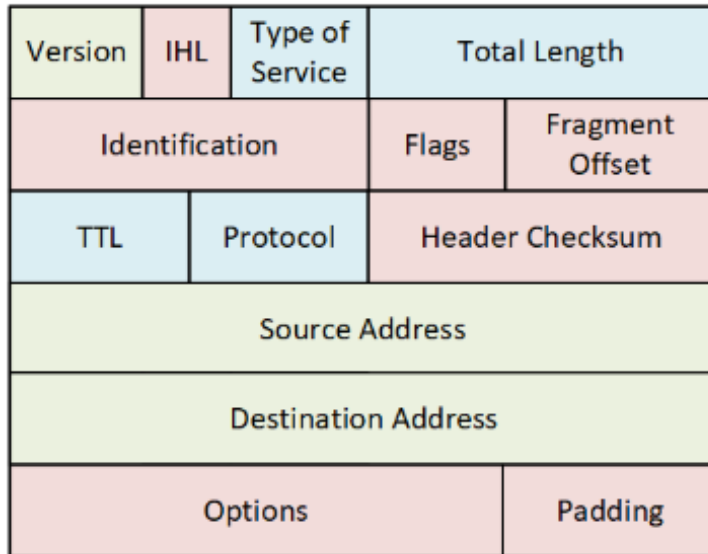 Version IHL Type of Service Total Length
Identification Flags Fragment Offset
TTL Protocol Header Checksum
Source Address
Destination Address
Options Padding